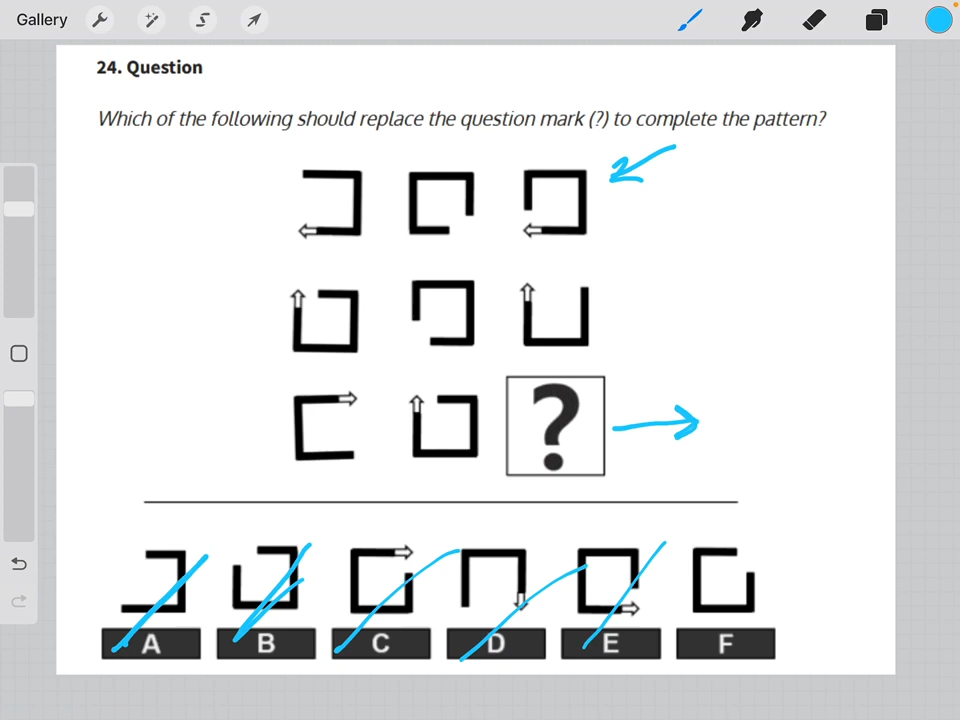 Gallery
24. Question
Which of the following should replace the question mark (?) to complete the pattern?
?
A B C D E F